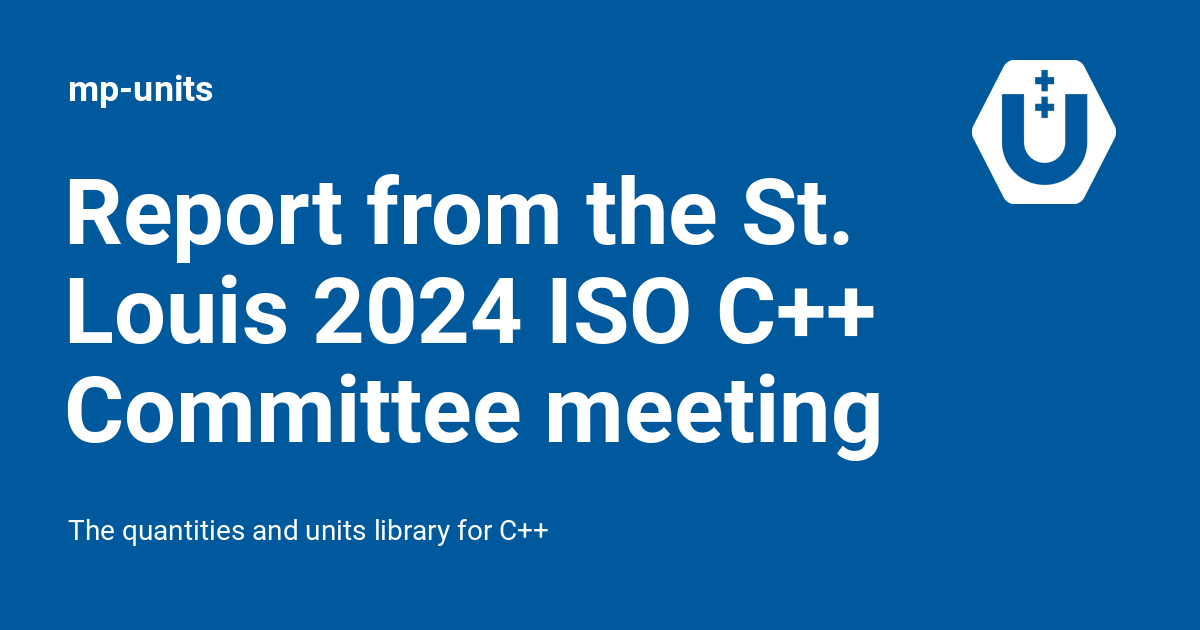 mp-units
Report from the St.
Louis 2024 ISO C++
Committee meeting
The quantities and units library for C++